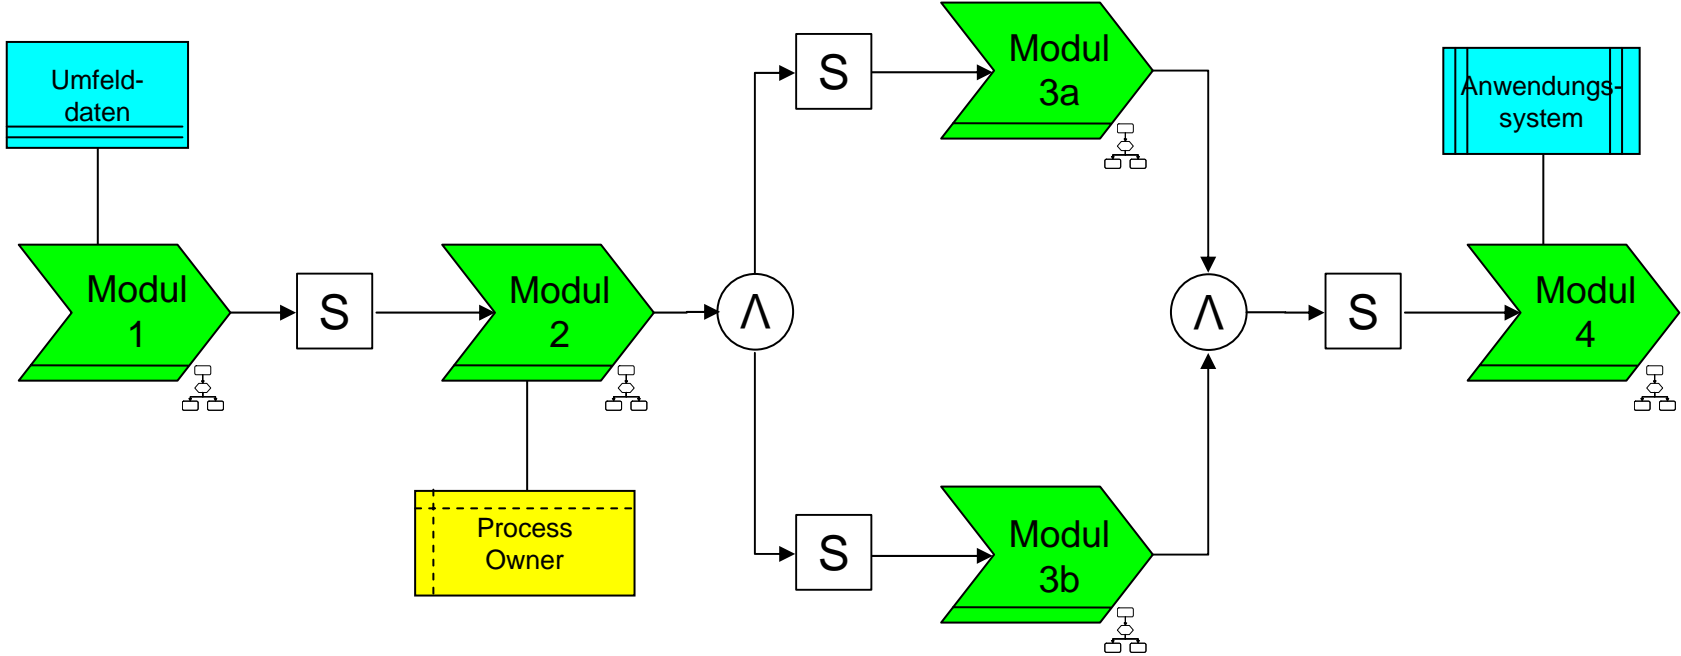 Umfeld-
daten
Modul
1
S
Modul
2
Process
Owner
Λ
S
Modul
3a
S
Modul
3b
Λ
S
Anwendungs-
system
Modul
4